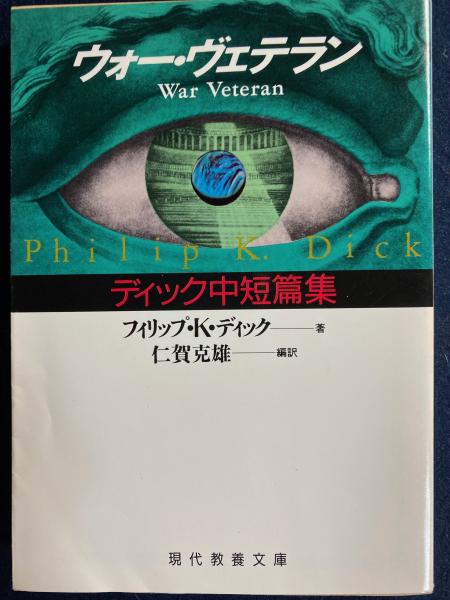 ウォー・ヴェテラン
War Veteran
Philip K. Dick
ディック中短篇集
フィリップ・K・ディック――著
仁賀克雄――編訳
現代教養文庫